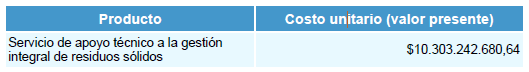 Producto Costo unitario (valor presente)
Servicio de apoyo técnico a la gestión
integral de residuos sólidos
$10.303.242.680,64